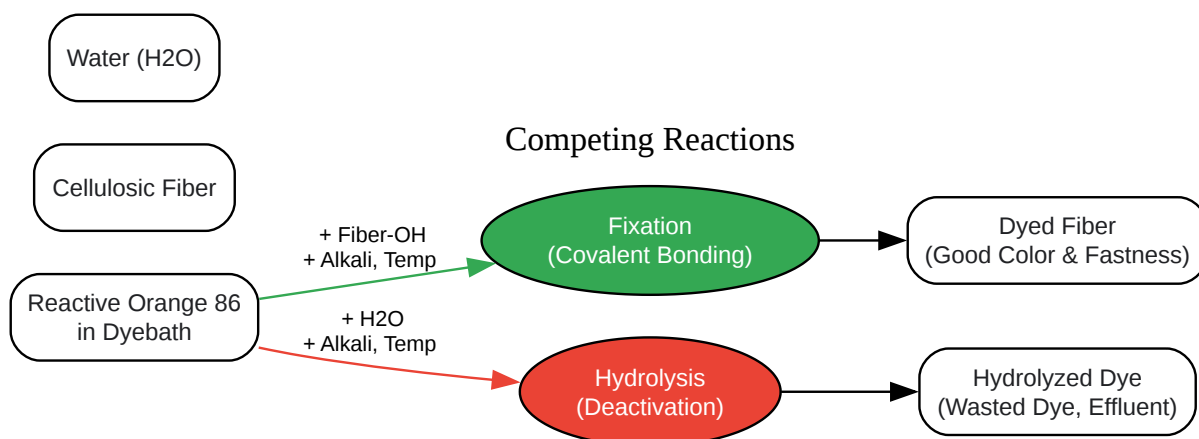 Water (H2O)
Cellulosic Fiber
Reactive Orange 86
in Dyebath
+ Fiber-OH
+ Alkali, Temp
+ H2O
+ Alkali, Temp
Competing Reactions
Fixation
(Covalent Bonding)
Hydrolysis
(Deactivation)
Dyed Fiber
(Good Color & Fastness)
Hydrolyzed Dye
(Wasted Dye, Effluent)